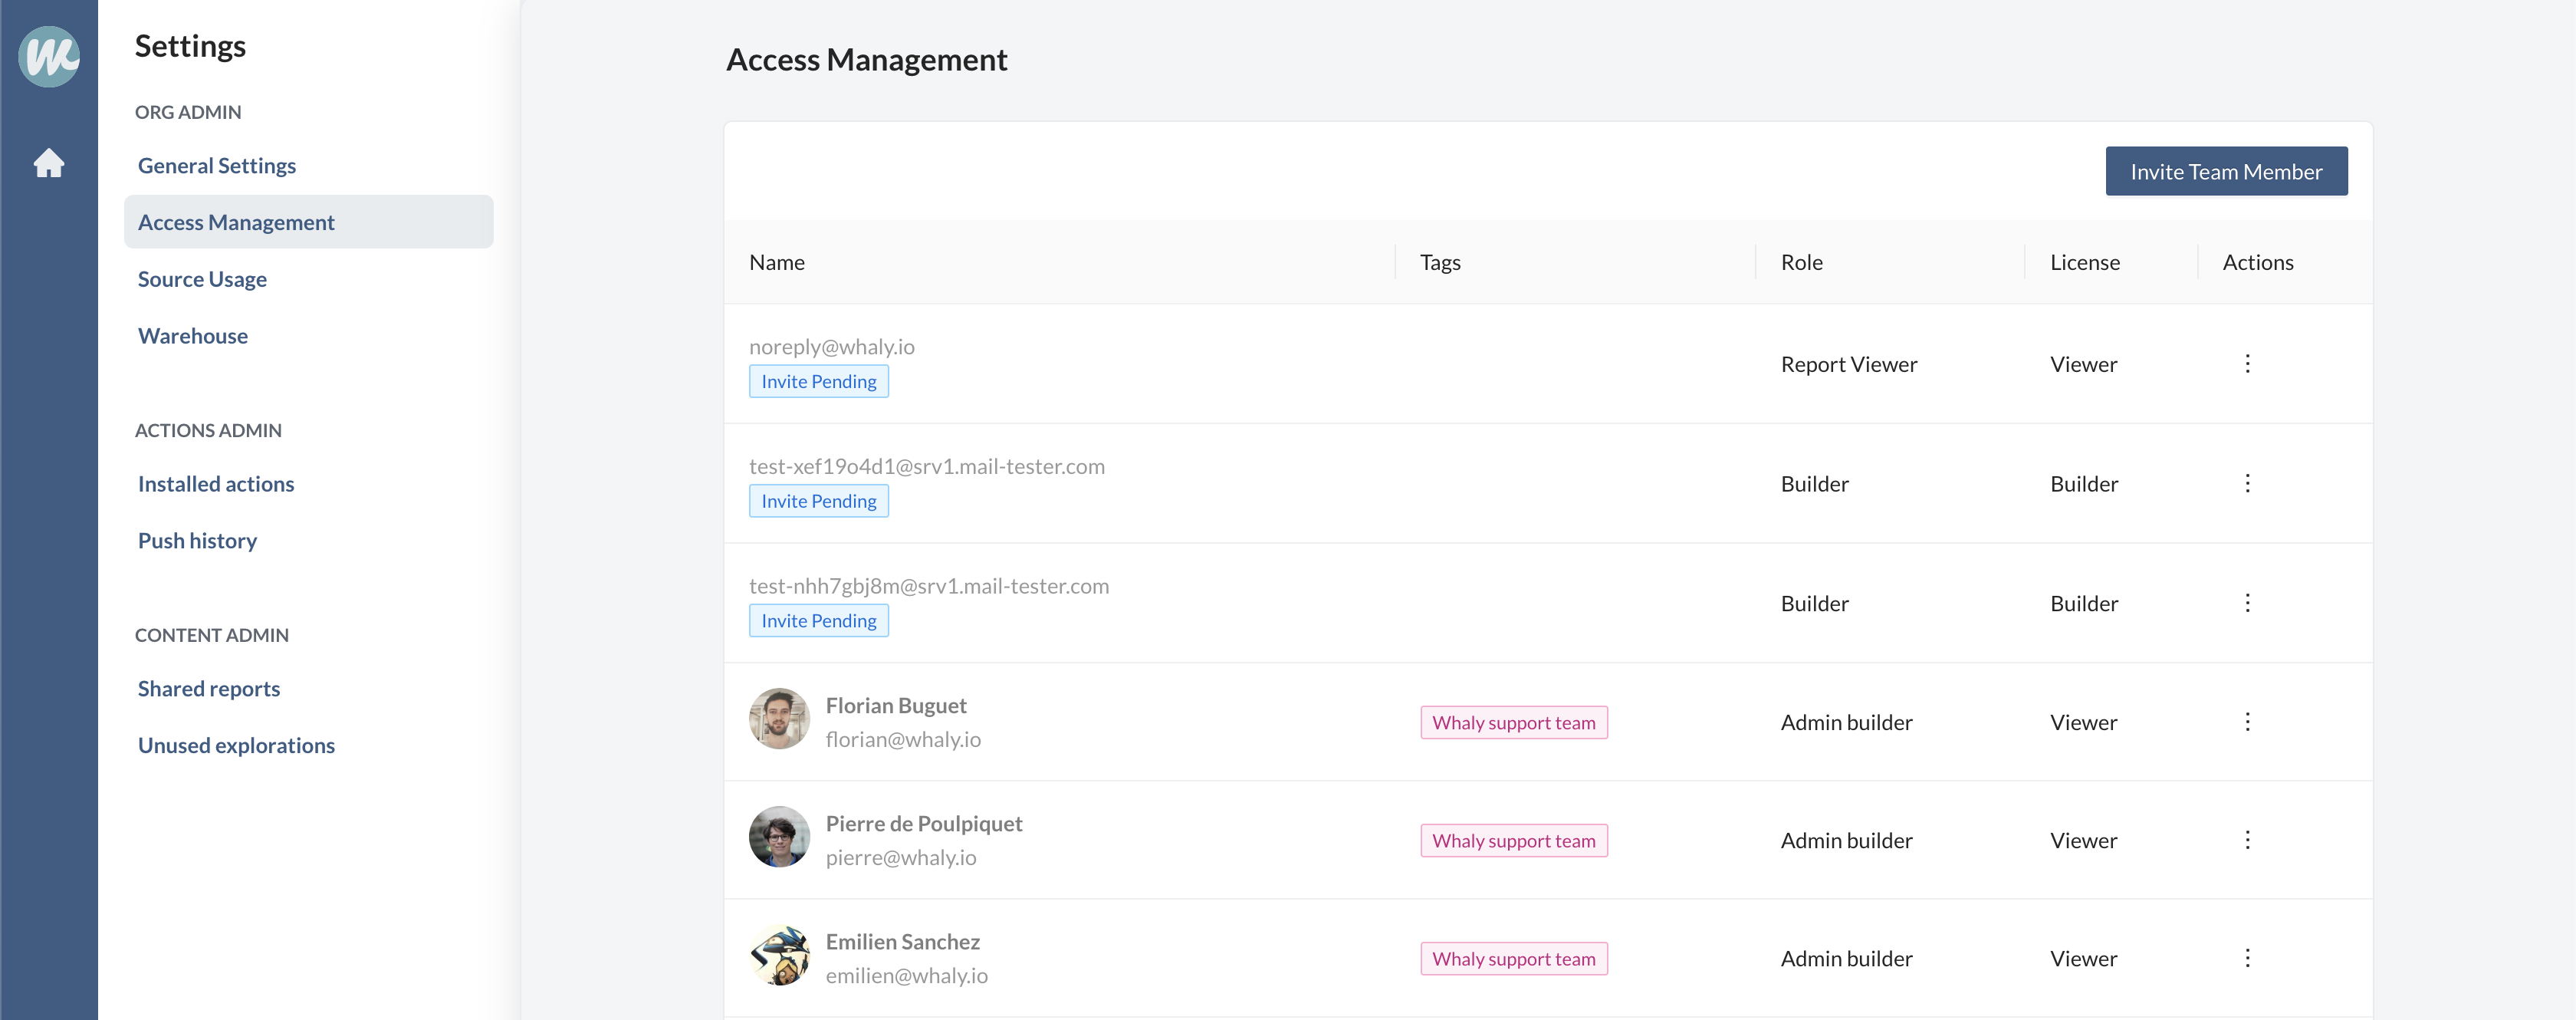 Settings
ORG ADMIN
General Settings
Access Management
Source Usage
Warehouse
ACTIONS ADMIN
Installed actions
Push history
CONTENT ADMIN
Shared reports
Unused explorations
Access Management
Invite Team Member
Name Tags Role License Actions
noreply@whaly.io
Invite Pending
Report Viewer Viewer
test-xef19o4d1@srv1.mail-tester.com
Invite Pending
Builder Builder
test-nhh7gbj8m@srv1.mail-tester.com
Invite Pending
Builder Builder
Florian Buguet
florian@whaly.io
Whaly support team Admin builder Viewer
Pierre de Poulpiquet
pierre@whaly.io
Whaly support team Admin builder Viewer
Emilien Sanchez
emilien@whaly.io
Whaly support team Admin builder Viewer